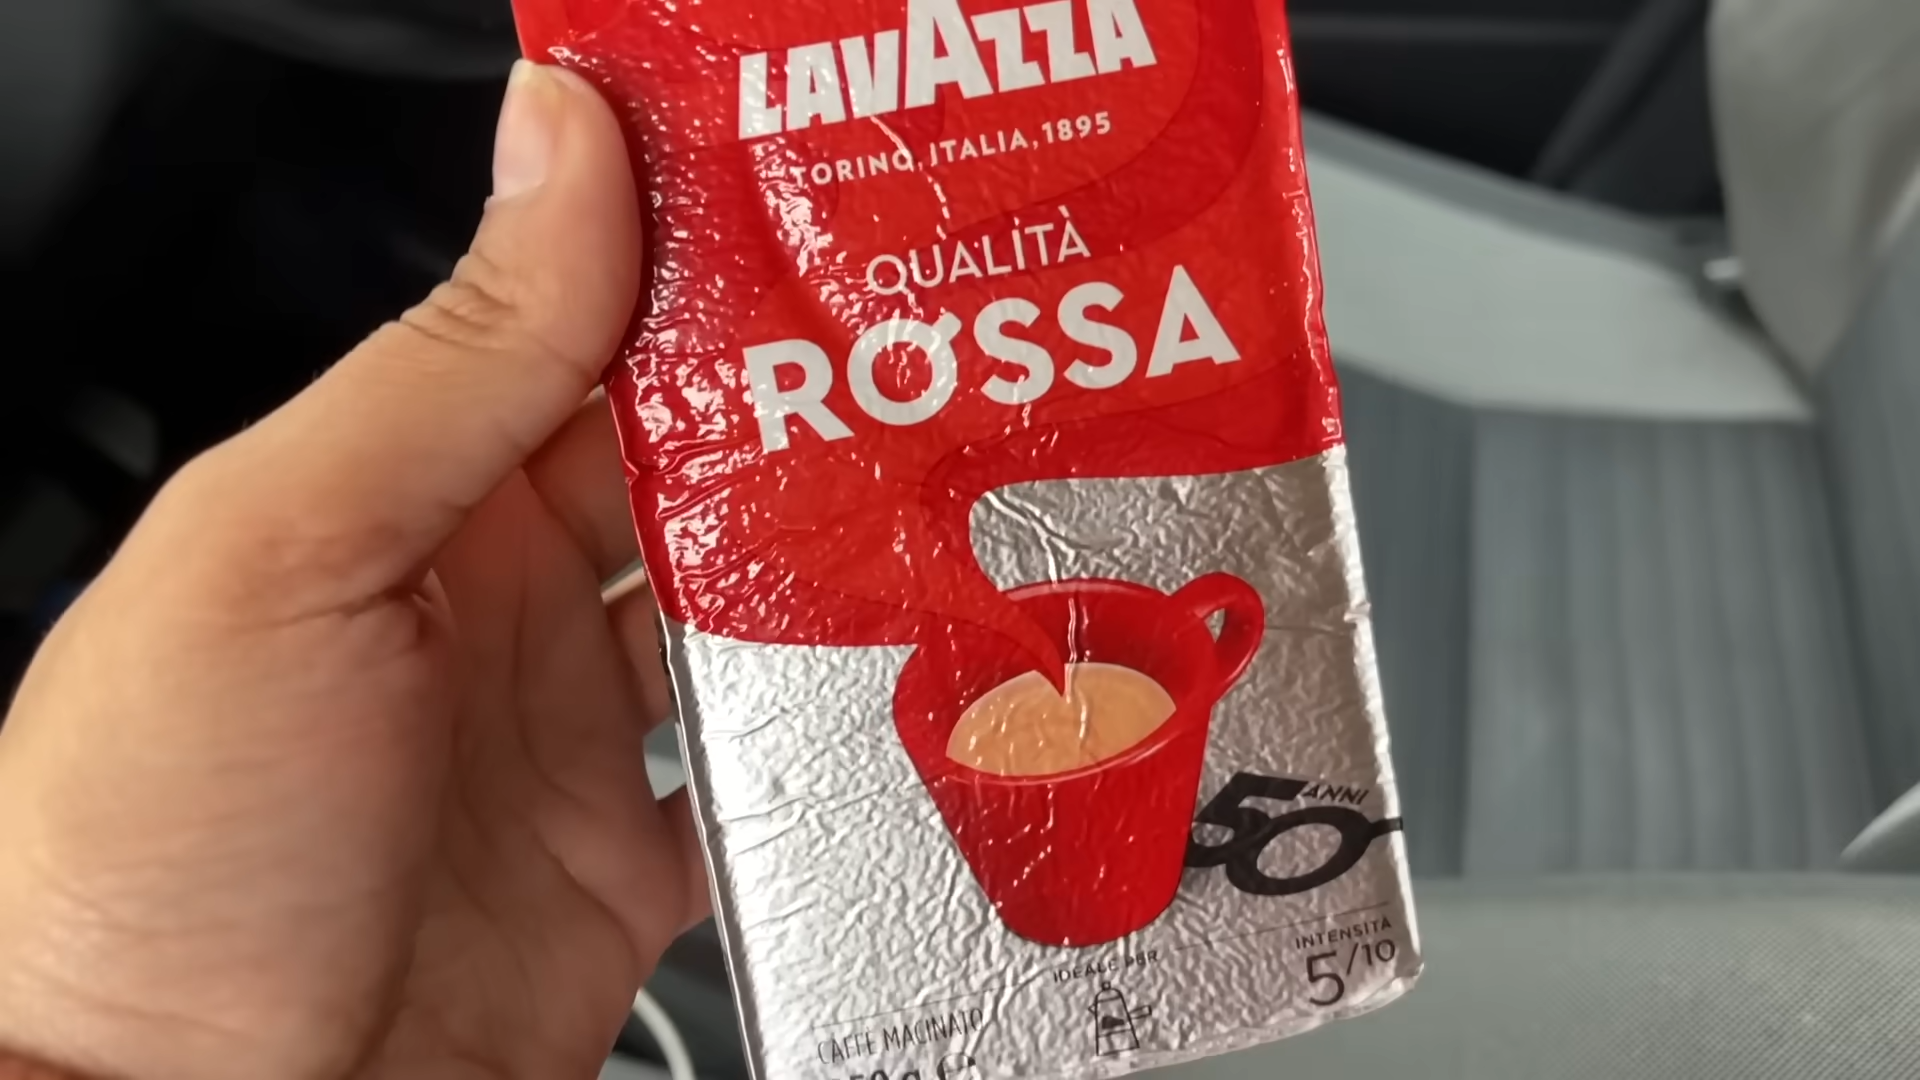 LAVAZZA
TORINO, ITALIA, 1895
QUALITÀ
ROSSA
50 ANNI
INTENSITÀ
5/10
IDEALE PER
CAFFÈ MACINATO